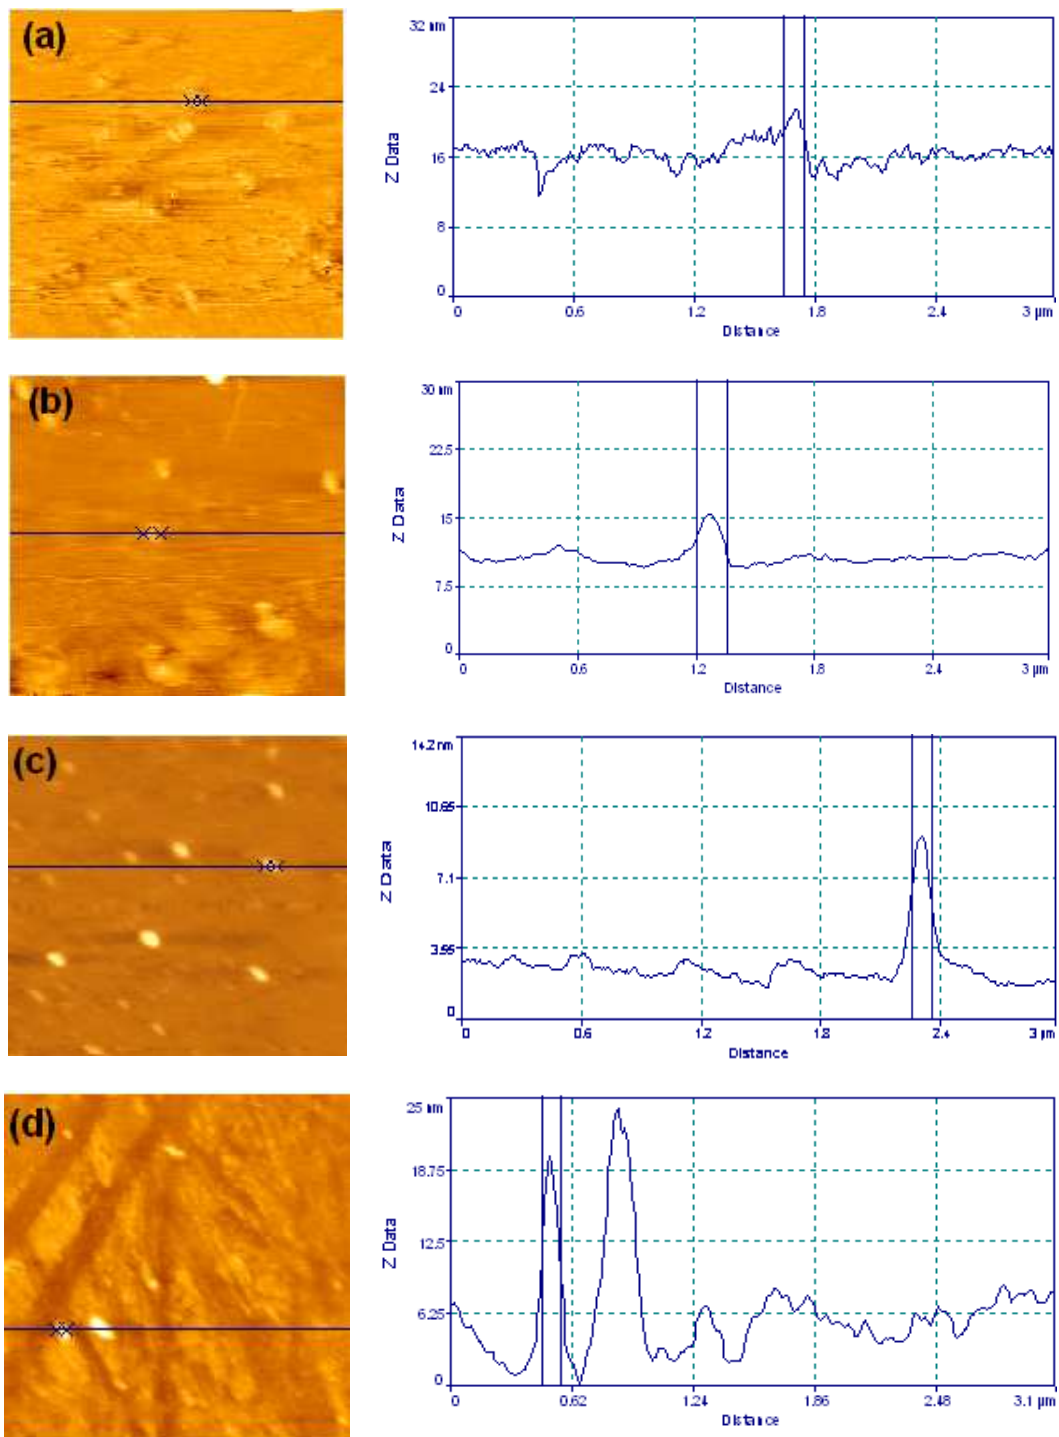 (a)
32 nm
24
16
8
0
Z Data
0 0.6 1.2 1.8 2.4 3 µm
Distance
(b)
30 nm
22.5
15
7.5
0
Z Data
0 0.6 1.2 1.8 2.4 3 µm
Distance
(c)
14.2 nm
10.65
7.1
3.55
0
Z Data
0 0.6 1.2 1.8 2.4 3 µm
Distance
(d)
25 nm
18.75
12.5
6.25
0
Z Data
0 0.62 1.24 1.86 2.48 3.1 µm
Distance